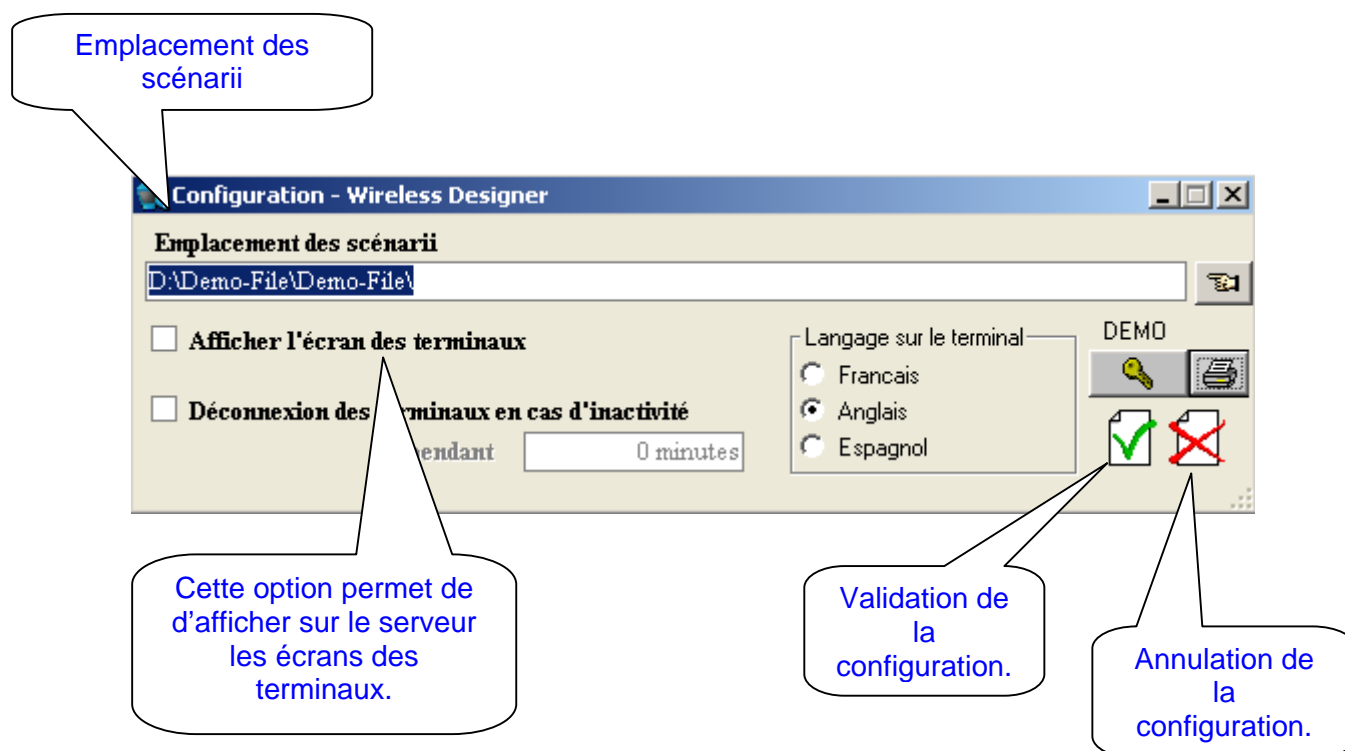 Emplacement des
scénarii
Configuration - Wireless Designer
Emplacement des scénarii
D:\Demo-File\Demo-File\
Afficher l'écran des terminaux
Déconnexion des terminaux en cas d'inactivité
0 minutes
Langage sur le terminal
Francais
Anglais
Espagnol
DEMO
Cette option permet de
d'afficher sur le serveur
les écrans des
terminaux.
Validation de
la
configuration.
Annulation de
la
configuration.